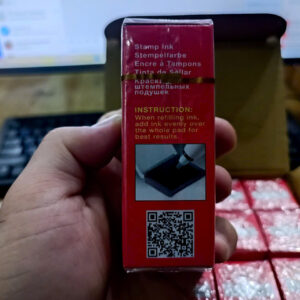 Stamp Ink
Stempelfarbe
Encre à Tampons
Tinta de Sellar
Краска
штемпельных
подушек
INSTRUCTION:
When refilling ink,
add ink evenly over
the whole pad for
best results.